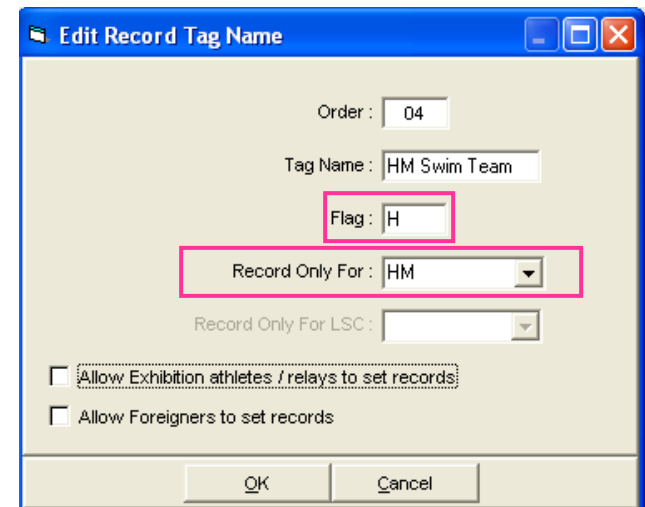 Edit Record Tag Name
Order : 04
Tag Name : HM Swim Team
Flag : H
Record Only For : HM
Record Only For LSC :
Allow Exhibition athletes / relays to set records
Allow Foreigners to set records
OK Cancel